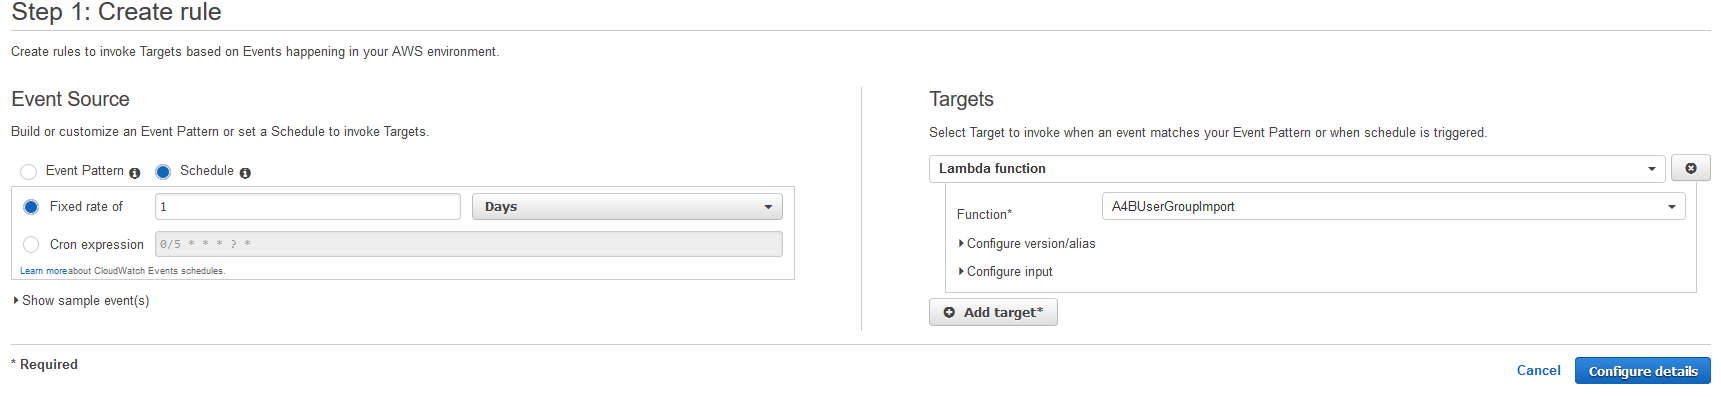 Step 1: Create rule
Create rules to invoke Targets based on Events happening in your AWS environment.
Event Source
Build or customize an Event Pattern or set a Schedule to invoke Targets.
Event Pattern
Schedule
Fixed rate of
1
Days
Cron expression
0/5 * * * ? *
Learn moreabout CloudWatch Events schedules.
Show sample event(s)
Targets
Select Target to invoke when an event matches your Event Pattern or when schedule is triggered.
Lambda function
Function*
A4BUserGroupImport
Configure version/alias
Configure input
Add target*
* Required
Cancel
Configure details